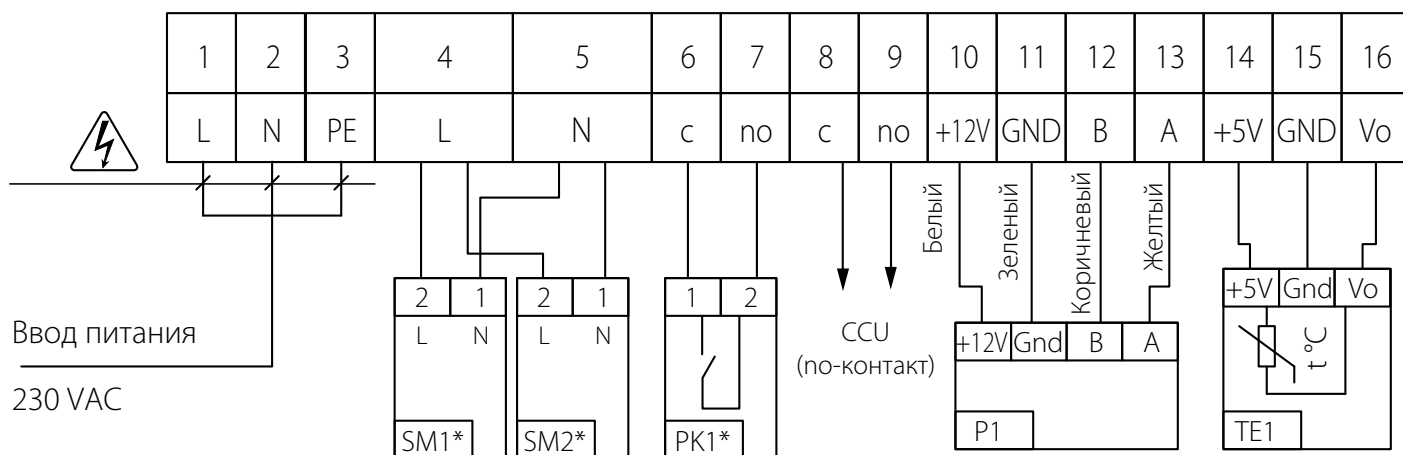 1 2 3 4 5 6 7 8 9 10 11 12 13 14 15 16
L N PE L N c no c no +12V GND B A +5V GND Vo
Белый
Зеленый
Коричневый
Желтый
2 1 2 1 1 2
L N L N
SM1* SM2* PK1*
CCU
(no-контакт)
+12V Gnd B A
P1
+5V Gnd Vo
t °C
TE1
Ввод питания
230 VAC